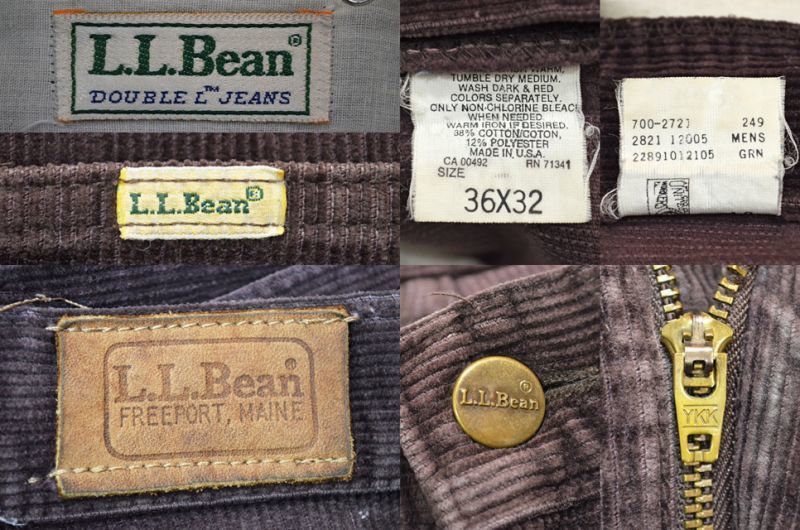 L.L.Bean®
DOUBLE L™ JEANS
L.L.Bean®
L.L.Bean®
FREEPORT, MAINE
TUMBLE DRY MEDIUM.
WASH DARK & RED
COLORS SEPARATELY.
ONLY NON-CHLORINE BLEACH
WHEN NEEDED
WARM IRON IF DESIRED.
88% COTTON/COTON,
12% POLYESTER
MADE IN U.S.A.
CA 00492 RN 71341
SIZE
36X32
700-2721 249
2821 12005 MENS
22891012105 GRN
L.L.Bean®
YKK